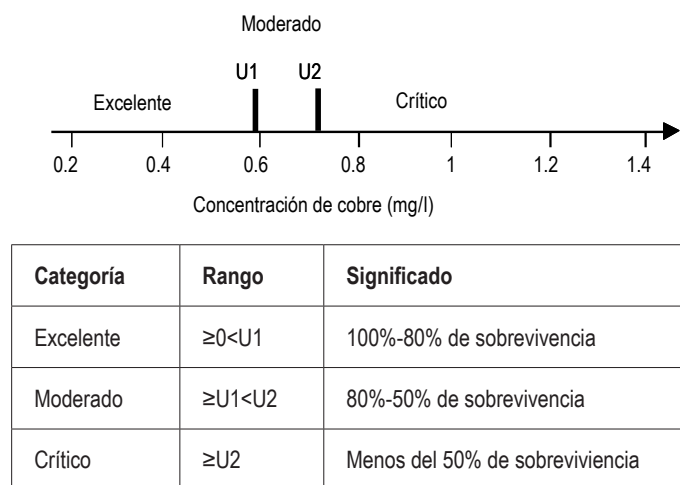 Moderado
U1 U2
Excelente Crítico
0.2 0.4 0.6 0.8 1 1.2 1.4
Concentración de cobre (mg/l)
Categoría Rango Significado
Excelente ≥0<U1 100%-80% de sobrevivencia
Moderado ≥U1<U2 80%-50% de sobrevivencia
Crítico ≥U2 Menos del 50% de sobreviviencia